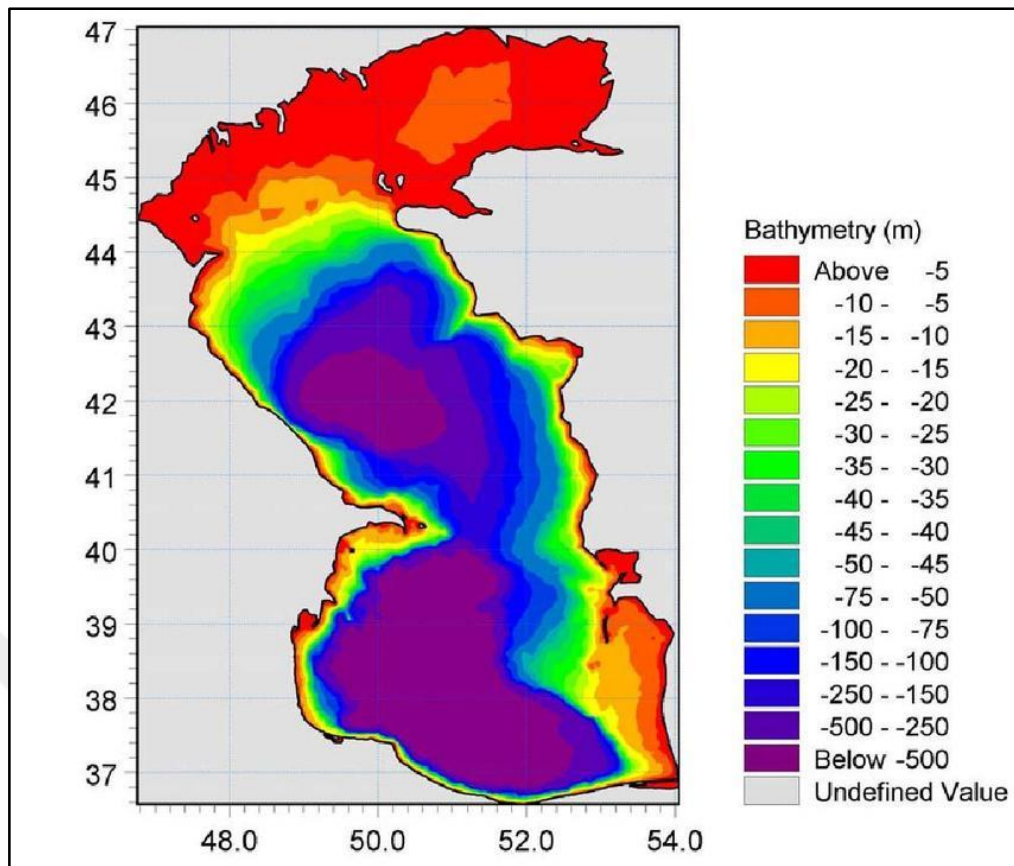 47
46
45
44
43
42
41
40
39
38
37
48.0 50.0 52.0 54.0
Bathymetry (m)
Above -5
-10 - -5
-15 - -10
-20 - -15
-25 - -20
-30 - -25
-35 - -30
-40 - -35
-45 - -40
-50 - -45
-75 - -50
-100 - -75
-150 - -100
-250 - -150
-500 - -250
Below -500
Undefined Value